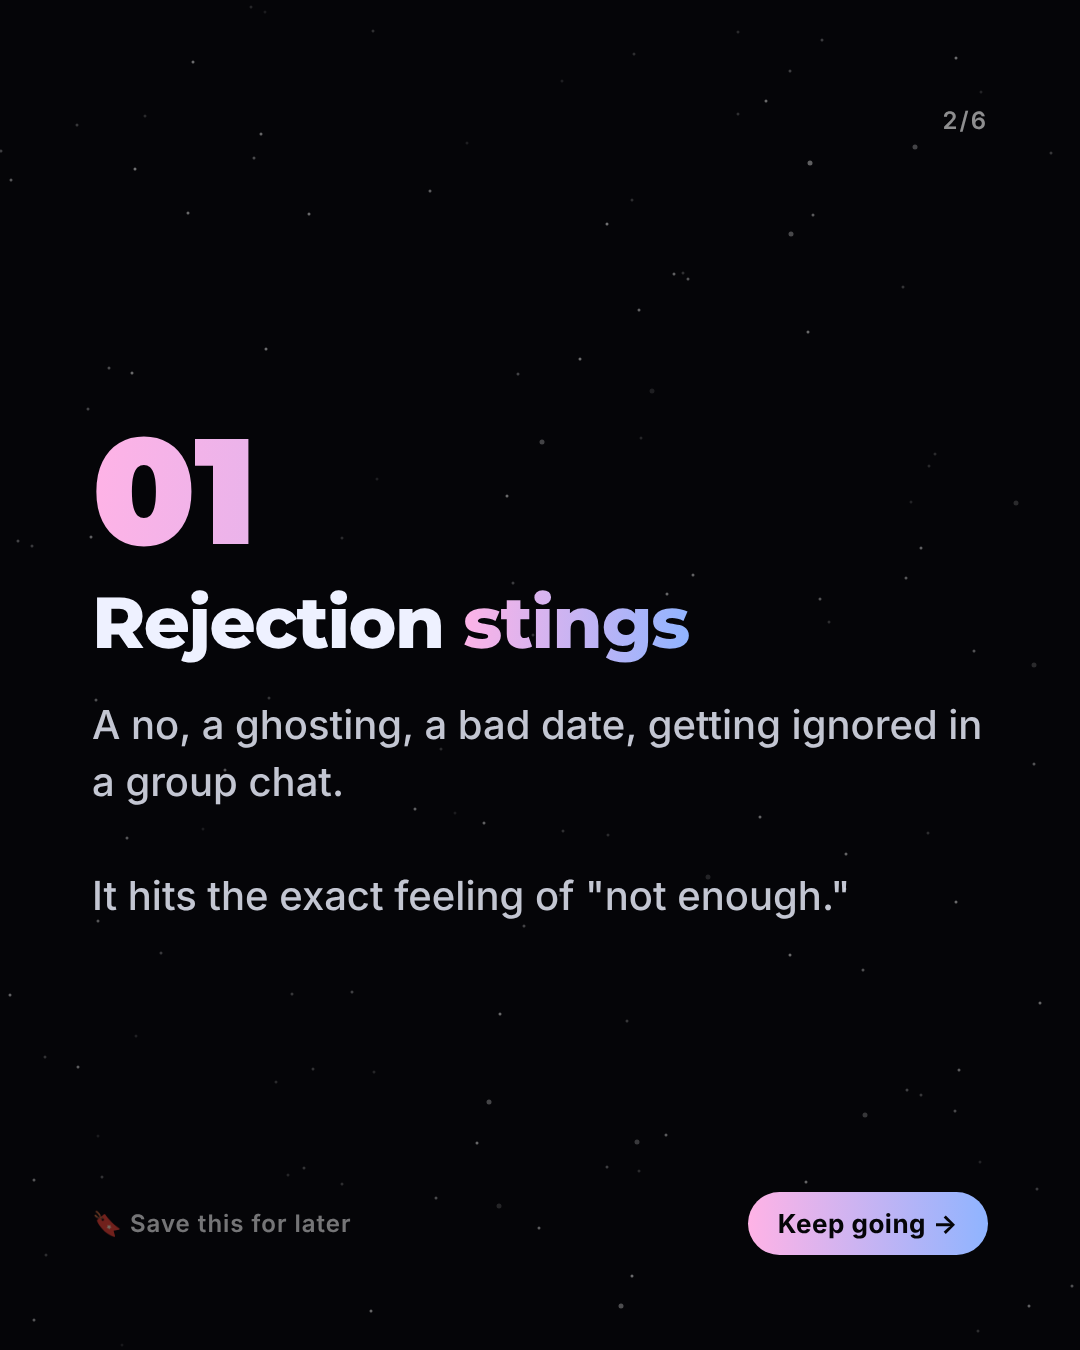 2/6
01
Rejection stings
A no, a ghosting, a bad date, getting ignored in
a group chat.
It hits the exact feeling of "not enough."
🔖 Save this for later
Keep going →